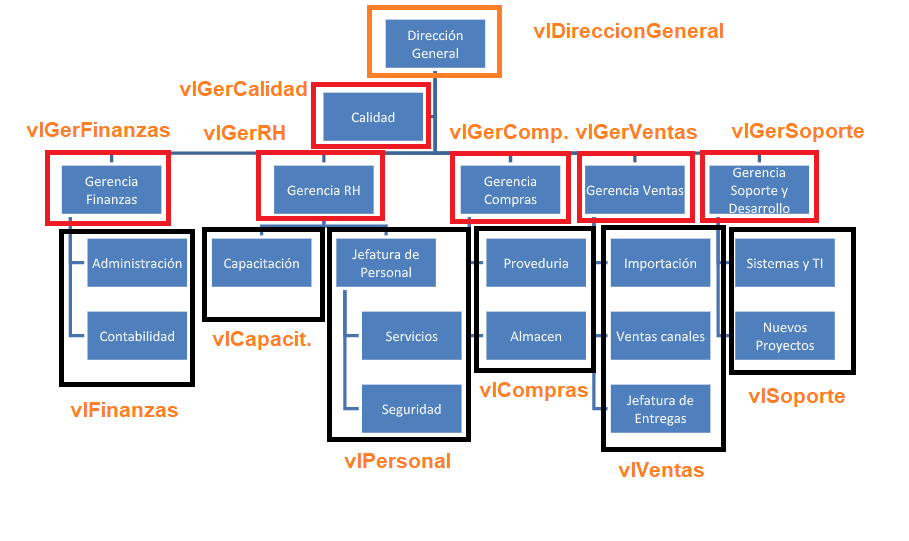 Dirección
General
vlDireccionGeneral
vlGerCalidad
Calidad
vlGerFinanzas
vlGerRH
vlGerComp.
vlGerVentas
vlGerSoporte
Gerencia
Finanzas
Gerencia RH
Gerencia
Compras
Gerencia Ventas
Gerencia
Soporte y
Desarrollo
Administración
Capacitación
Jefatura de
Personal
Proveduria
Importación
Sistemas y TI
Contabilidad
Servicios
Almacen
Ventas canales
Nuevos
Proyectos
vlCapacit.
vlFinanzas
Seguridad
vlCompras
Jefatura de
Entregas
vlSoporte
vlPersonal
vlVentas